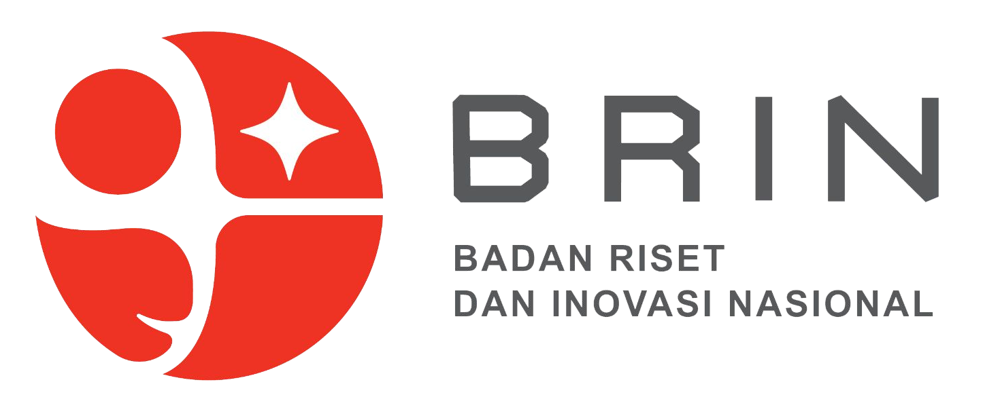 BRIN
BADAN RISET
DAN INOVASI NASIONAL